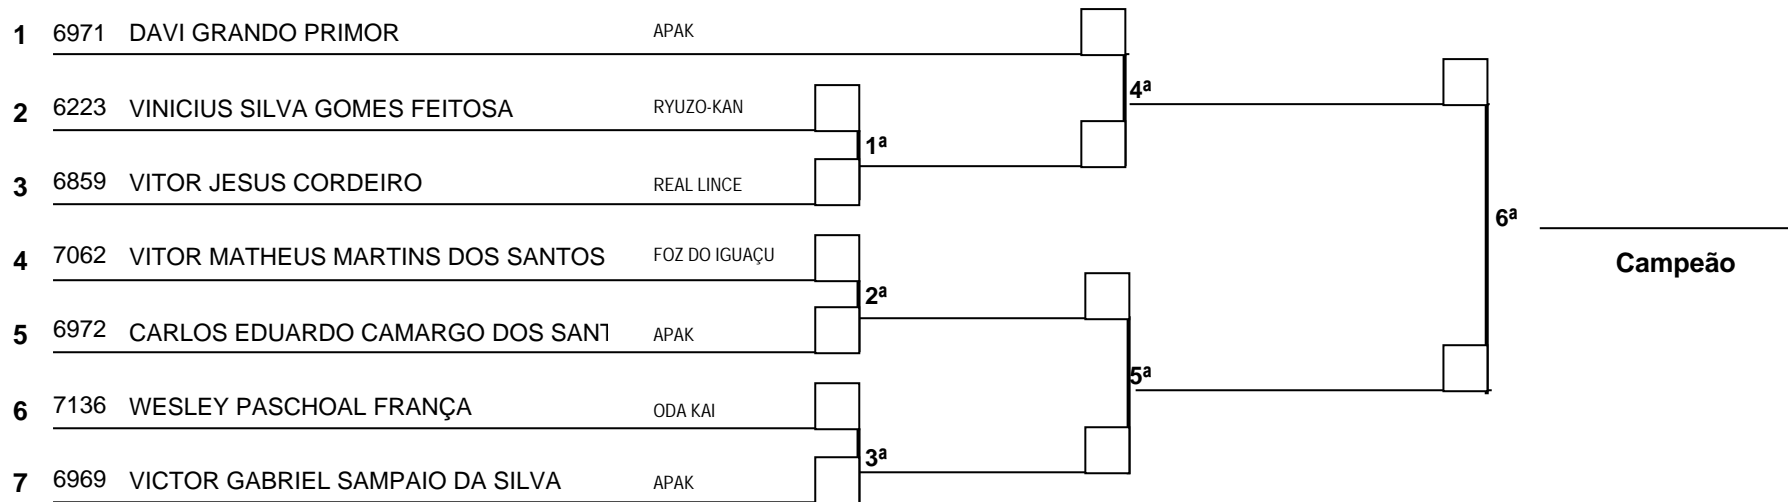 1 6971 DAVI GRANDO PRIMOR APAK
4ª
2 6223 VINICIUS SILVA GOMES FEITOSA RYUZO-KAN
1ª
3 6859 VITOR JESUS CORDEIRO REAL LINCE
6ª
4 7062 VITOR MATHEUS MARTINS DOS SANTOS FOZ DO IGUAÇU
Campeão
2ª
5 6972 CARLOS EDUARDO CAMARGO DOS SANT APAK
5ª
6 7136 WESLEY PASCHOAL FRANÇA ODA KAI
3ª
7 6969 VICTOR GABRIEL SAMPAIO DA SILVA APAK